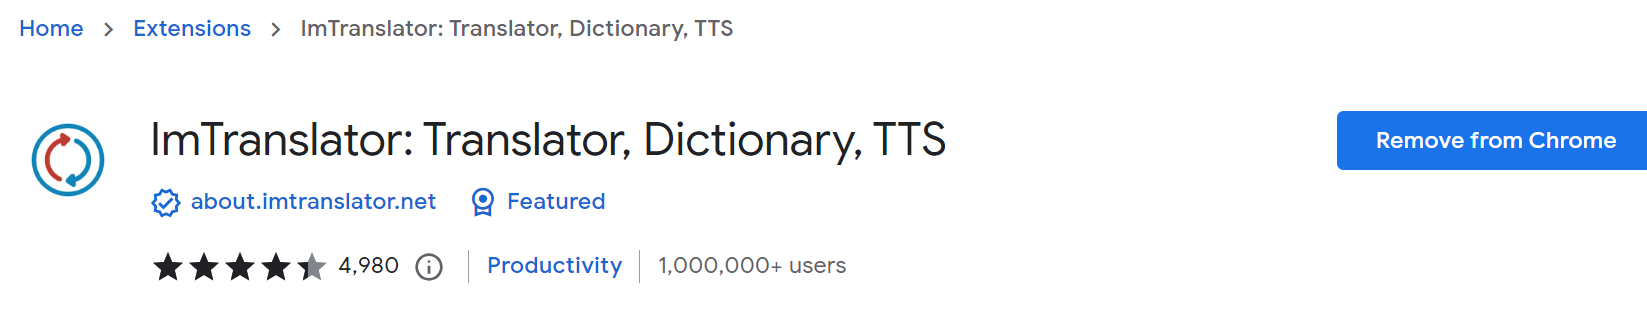 Home > Extensions > ImTranslator: Translator, Dictionary, TTS
ImTranslator: Translator, Dictionary, TTS
Remove from Chrome
about.imtranslator.net Featured
4,980 Productivity 1,000,000+ users